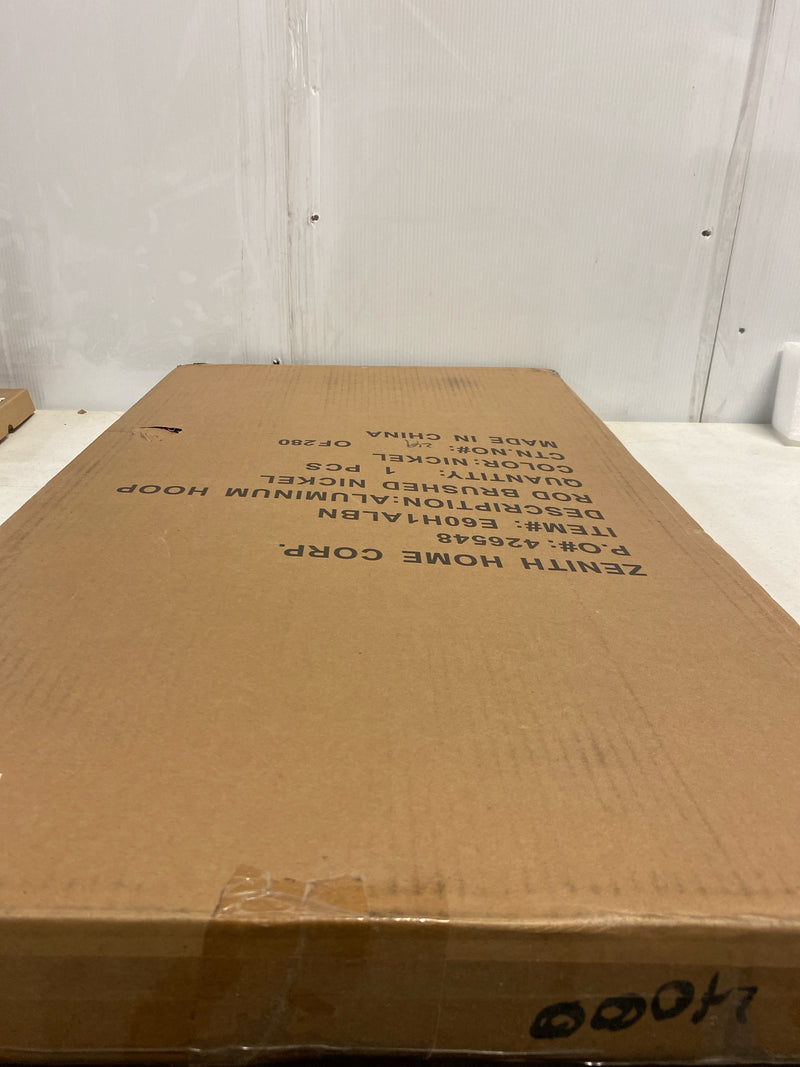 ZENITH HOME CORP.
P.O#: 426548
ITEM#: E60H1ALBN
DESCRIPTION:ALUMINUM HOOP
ROD BRUSHED NICKEL
QUANTITY: 1 PCS
COLOR: NICKEL
CTN.NO#: OF280
MADE IN CHINA